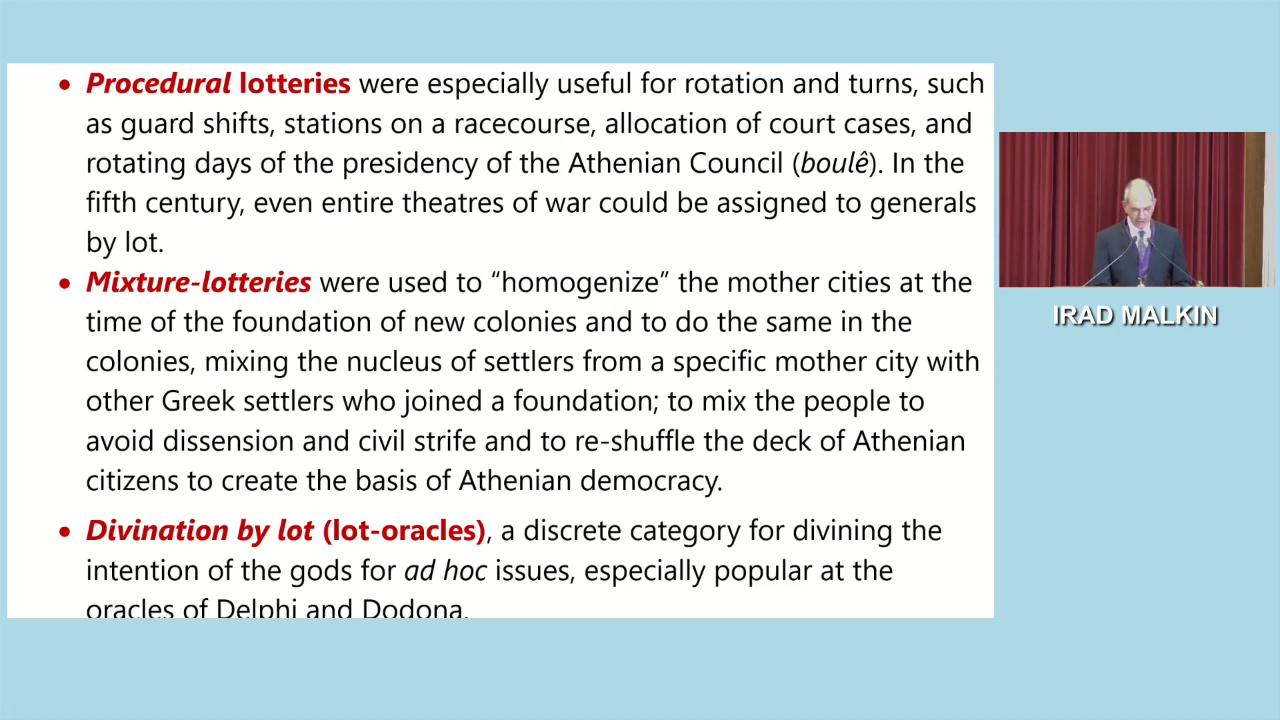 • Procedural lotteries were especially useful for rotation and turns, such
as guard shifts, stations on a racecourse, allocation of court cases, and
rotating days of the presidency of the Athenian Council (boulê). In the
fifth century, even entire theatres of war could be assigned to generals
by lot.
• Mixture-lotteries were used to “homogenize” the mother cities at the
time of the foundation of new colonies and to do the same in the
colonies, mixing the nucleus of settlers from a specific mother city with
other Greek settlers who joined a foundation; to mix the people to
avoid dissension and civil strife and to re-shuffle the deck of Athenian
citizens to create the basis of Athenian democracy.
• Divination by lot (lot-oracles), a discrete category for divining the
intention of the gods for ad hoc issues, especially popular at the
oracles of Delphi and Dodona.
IRAD MALKIN